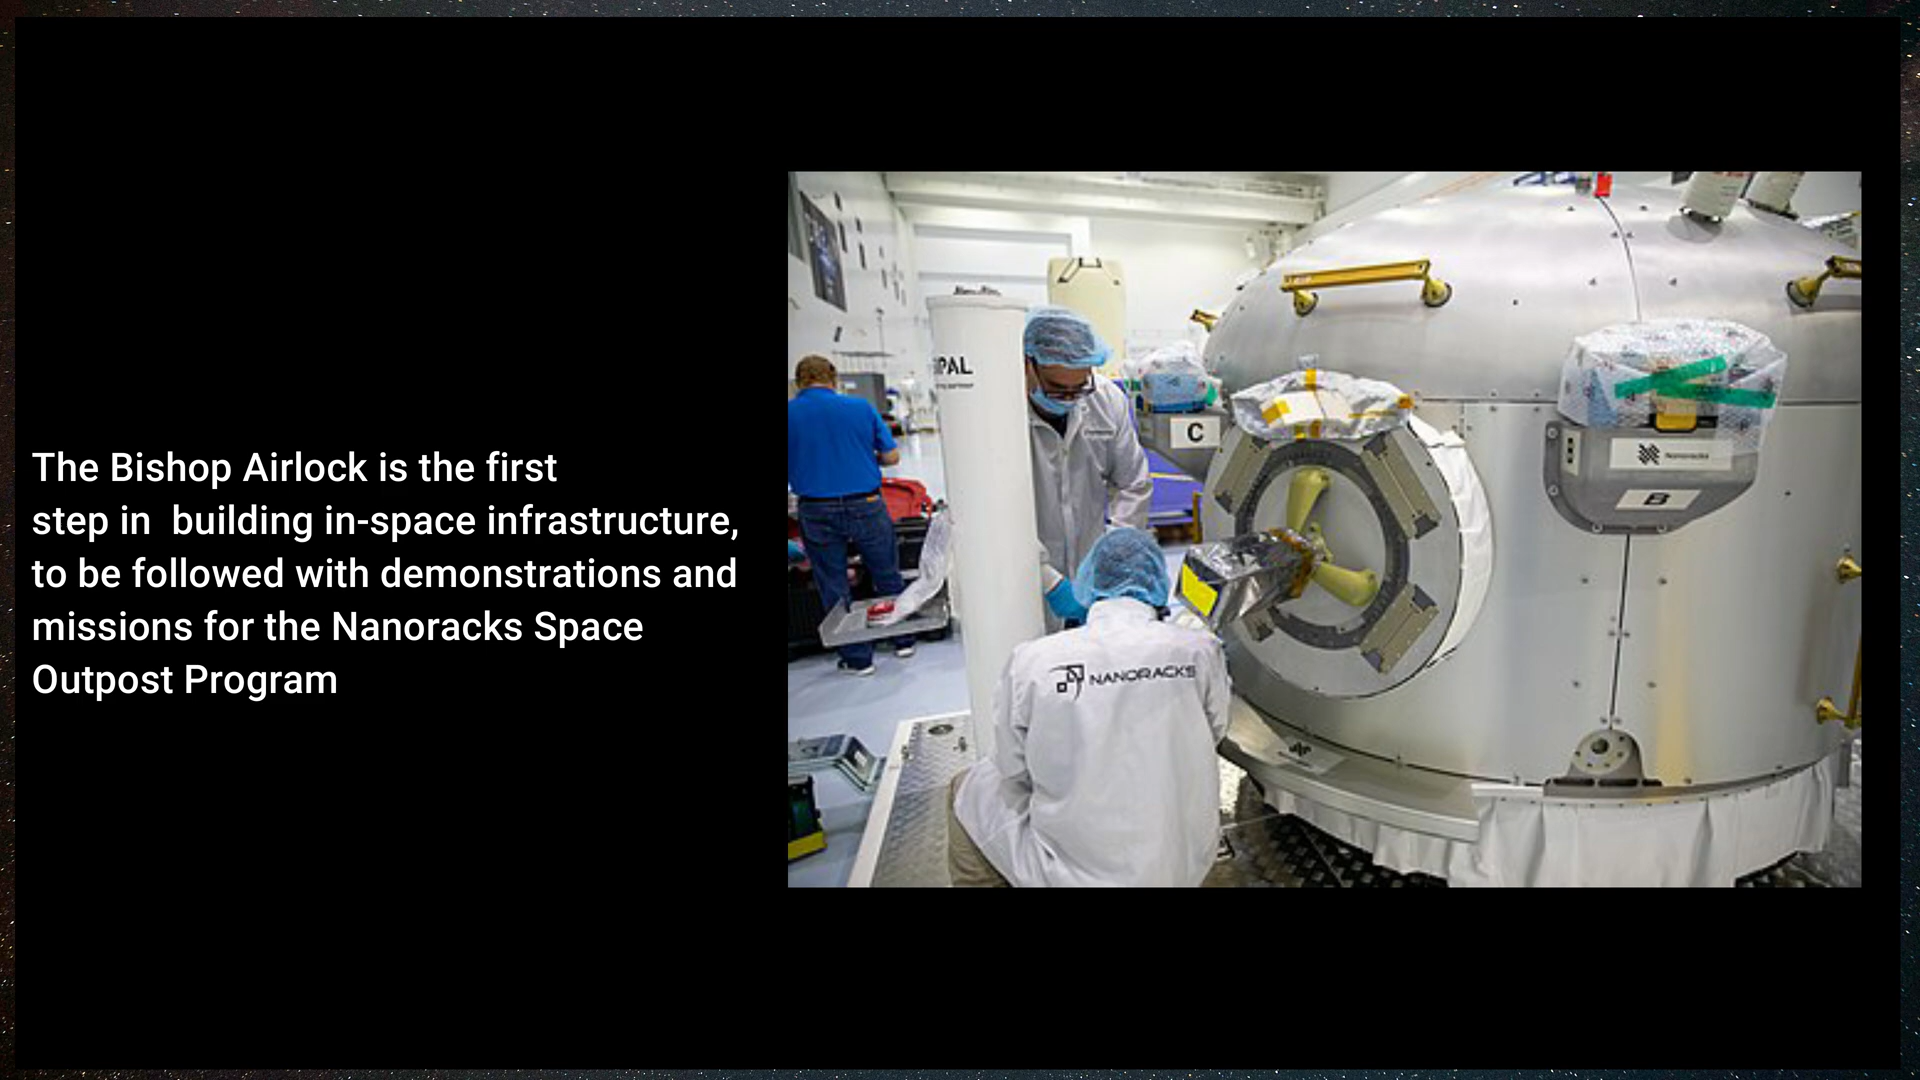 The Bishop Airlock is the first
step in  building in-space infrastructure,
to be followed with demonstrations and
missions for the Nanoracks Space
Outpost Program
PAL
C
Nanoracks
B
NANORACKS